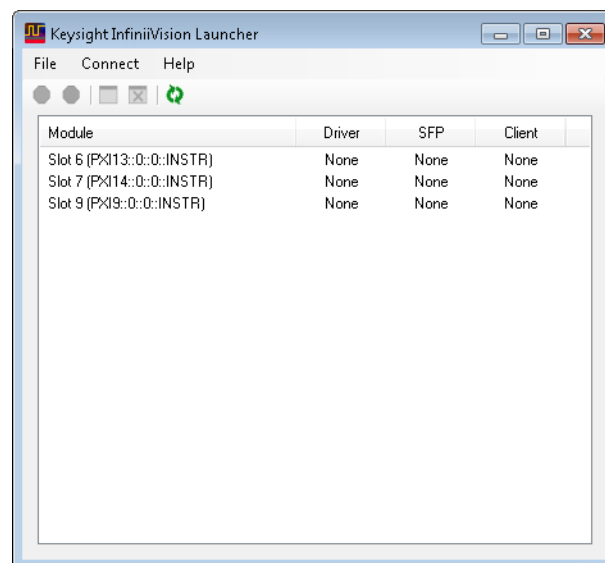 Keysight InfiniiVision Launcher
File Connect Help
Module Driver SFP Client
Slot 6 (PXI13::0::0::INSTR) None None None
Slot 7 (PXI14::0::0::INSTR) None None None
Slot 9 (PXI9::0::0::INSTR) None None None